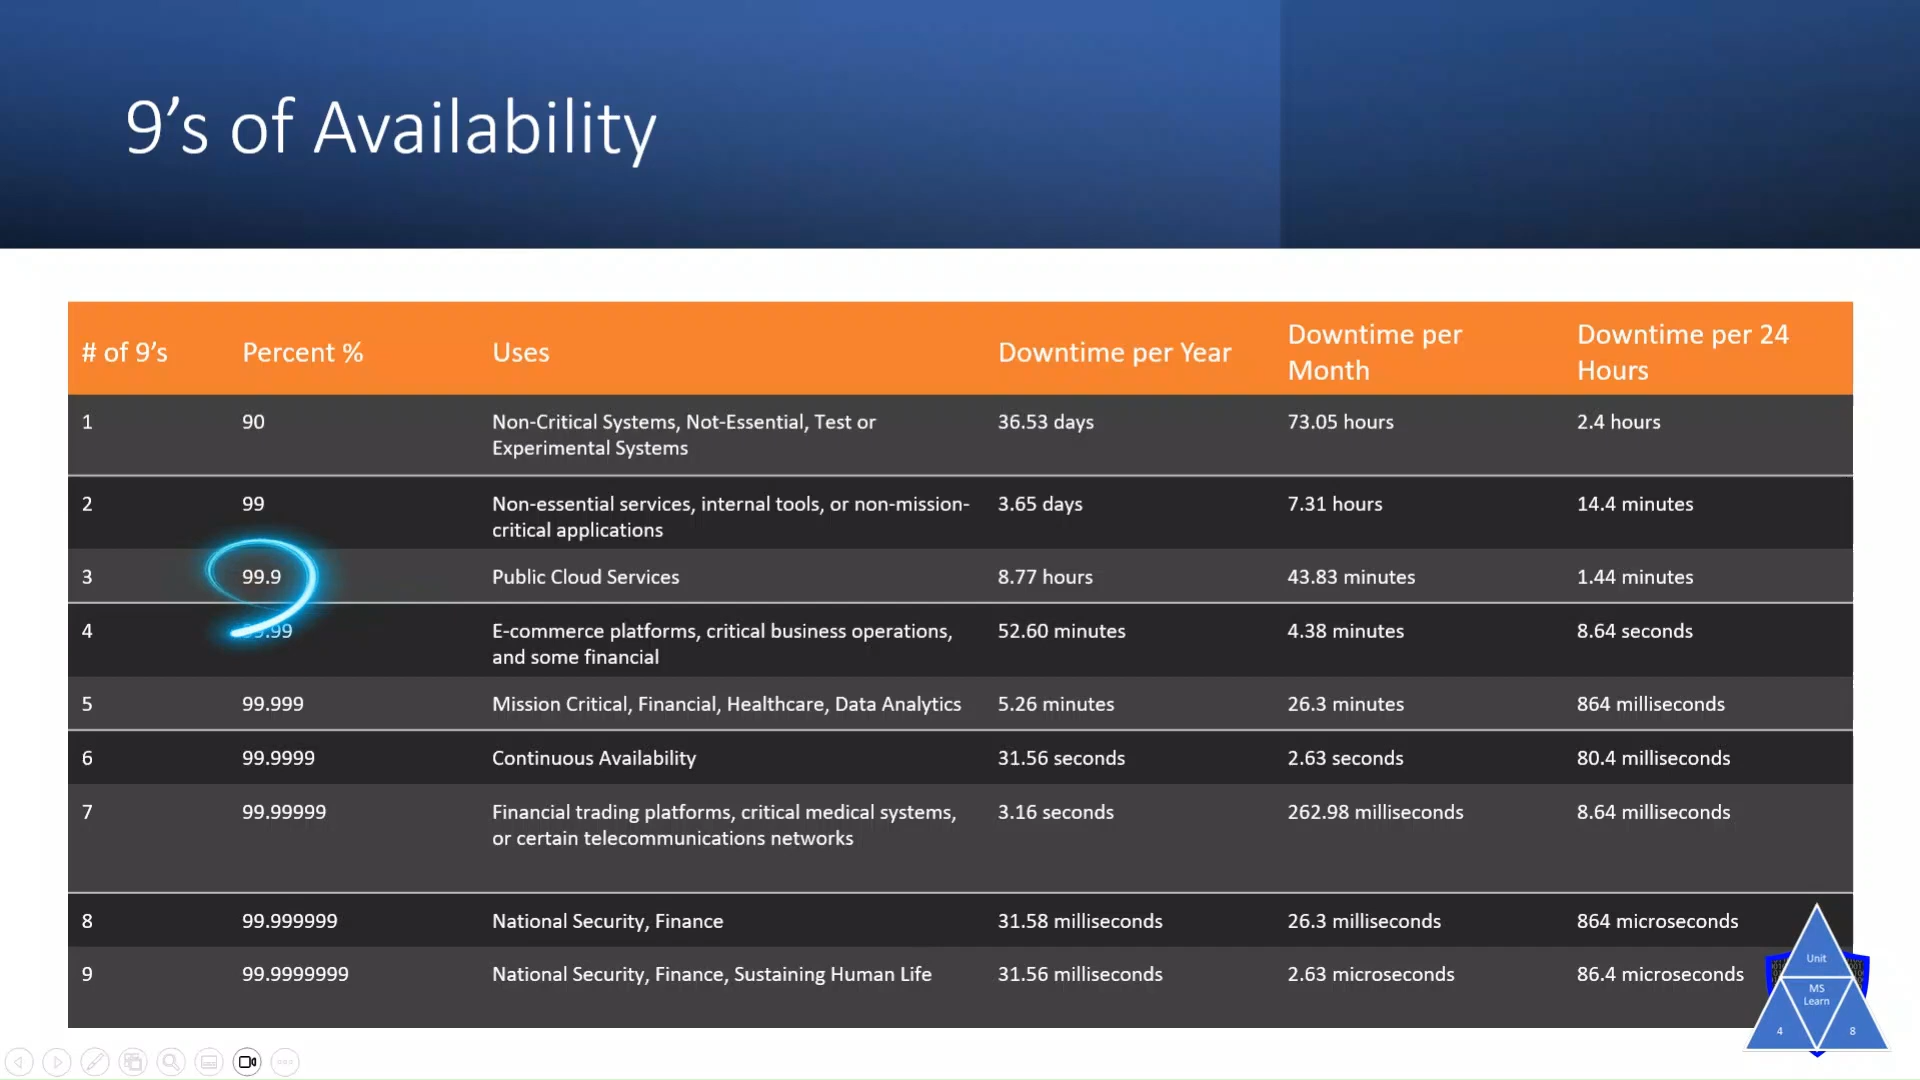 9’s of Availability
# of 9’s Percent % Uses Downtime per Year Downtime per Month Downtime per 24 Hours
1 90 Non-Critical Systems, Not-Essential, Test or Experimental Systems 36.53 days 73.05 hours 2.4 hours
2 99 Non-essential services, internal tools, or non-mission-critical applications 3.65 days 7.31 hours 14.4 minutes
3 99.9 Public Cloud Services 8.77 hours 43.83 minutes 1.44 minutes
4 99.99 E-commerce platforms, critical business operations, and some financial 52.60 minutes 4.38 minutes 8.64 seconds
5 99.999 Mission Critical, Financial, Healthcare, Data Analytics 5.26 minutes 26.3 minutes 864 milliseconds
6 99.9999 Continuous Availability 31.56 seconds 2.63 seconds 80.4 milliseconds
7 99.99999 Financial trading platforms, critical medical systems, or certain telecommunications networks 3.16 seconds 262.98 milliseconds 8.64 milliseconds
8 99.999999 National Security, Finance 31.58 milliseconds 26.3 milliseconds 864 microseconds
9 99.9999999 National Security, Finance, Sustaining Human Life 31.56 milliseconds 2.63 microseconds 86.4 microseconds
Unit
MS
Learn
4 8